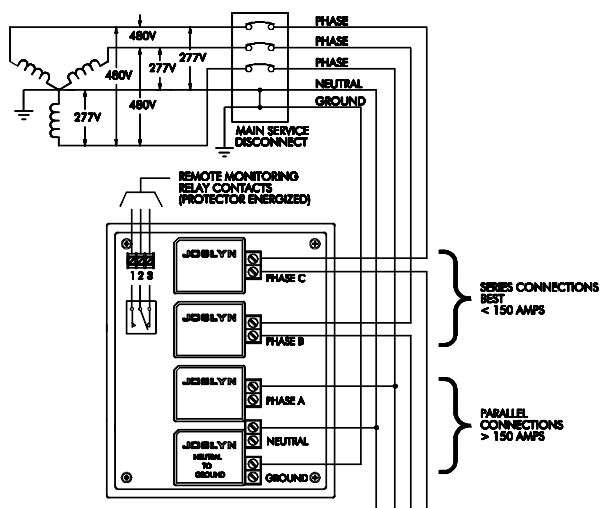 PHASE
480V
PHASE
277V
480V
277V
PHASE
NEUTRAL
480V
GROUND
277V
MAIN SERVICE
DISCONNECT
REMOTE MONITORING
RELAY CONTACTS
(PROTECTOR ENERGIZED)
JOSLYN
1 2 3
PHASE C
SERIES CONNECTIONS
BEST
< 150 AMPS
JOSLYN
PHASE B
JOSLYN
PHASE A
PARALLEL
CONNECTIONS
> 150 AMPS
JOSLYN
NEUTRAL
NEUTRAL
TO
GROUND
GROUND